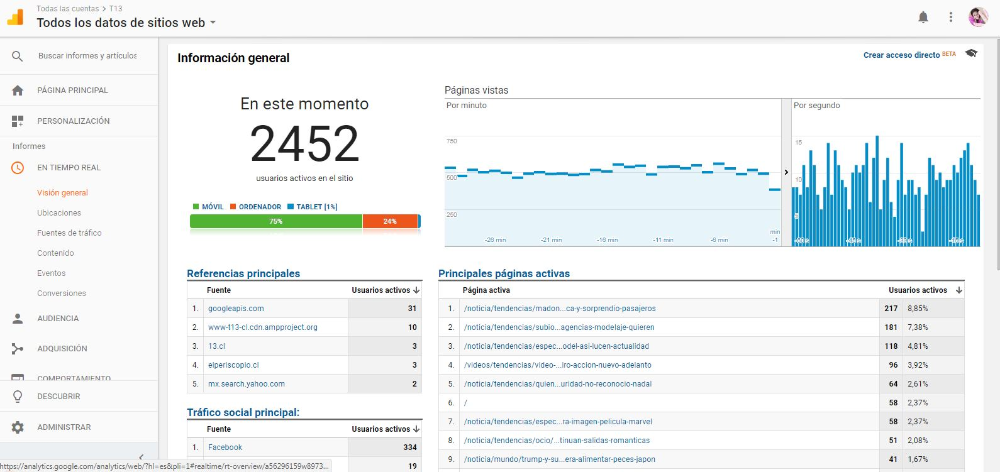 Todas las cuentas > T13
Todos los datos de sitios web
Buscar informes y artículos
PÁGINA PRINCIPAL
PERSONALIZACIÓN
Informes
EN TIEMPO REAL
Visión general
Ubicaciones
Fuentes de tráfico
Contenido
Eventos
Conversiones
AUDIENCIA
ADQUISICIÓN
COMPORTAMIENTO
DESCUBRIR
ADMINISTRAR
https://analytics.google.com/analytics/web/?hl=es&pli=1#realtime/rt-overview/a56296159w8973...
Información general
Crear acceso directo BETA
En este momento
2452
usuarios activos en el sitio
MÓVIL ORDENADOR TABLET [1%]
75% 24%
Páginas vistas
Por minuto
750
500
250
-26 min -21 min -16 min -11 min -6 min min -1
Por segundo
15
10
5
-60 s -45 s -30 s -15 s
Referencias principales
Fuente Usuarios activos
1. googleapis.com 31
2. www-t13-cl.cdn.ampproject.org 10
3. 13.cl 3
4. elperiscopio.cl 3
5. mx.search.yahoo.com 2
Tráfico social principal:
Fuente Usuarios activos
1. Facebook 334
19
Principales páginas activas
Página activa Usuarios activos
1. /noticia/tendencias/madon...ca-y-sorprendio-pasajeros 217 8,85%
2. /noticia/tendencias/subio...agencias-modelaje-quieren 181 7,38%
3. /noticia/tendencias/espec...odel-asi-lucen-actualidad 118 4,81%
4. /videos/tendencias/video-...iro-accion-nuevo-adelanto 96 3,92%
5. /noticia/tendencias/quien...uridad-no-reconocio-nadal 64 2,61%
6. / 58 2,37%
7. /noticia/tendencias/espec...ra-imagen-pelicula-marvel 58 2,37%
8. /noticia/tendencias/ocio/...tinuan-salidas-romanticas 51 2,08%
9. /noticia/mundo/trump-y-su...era-alimentar-peces-japon 41 1,67%